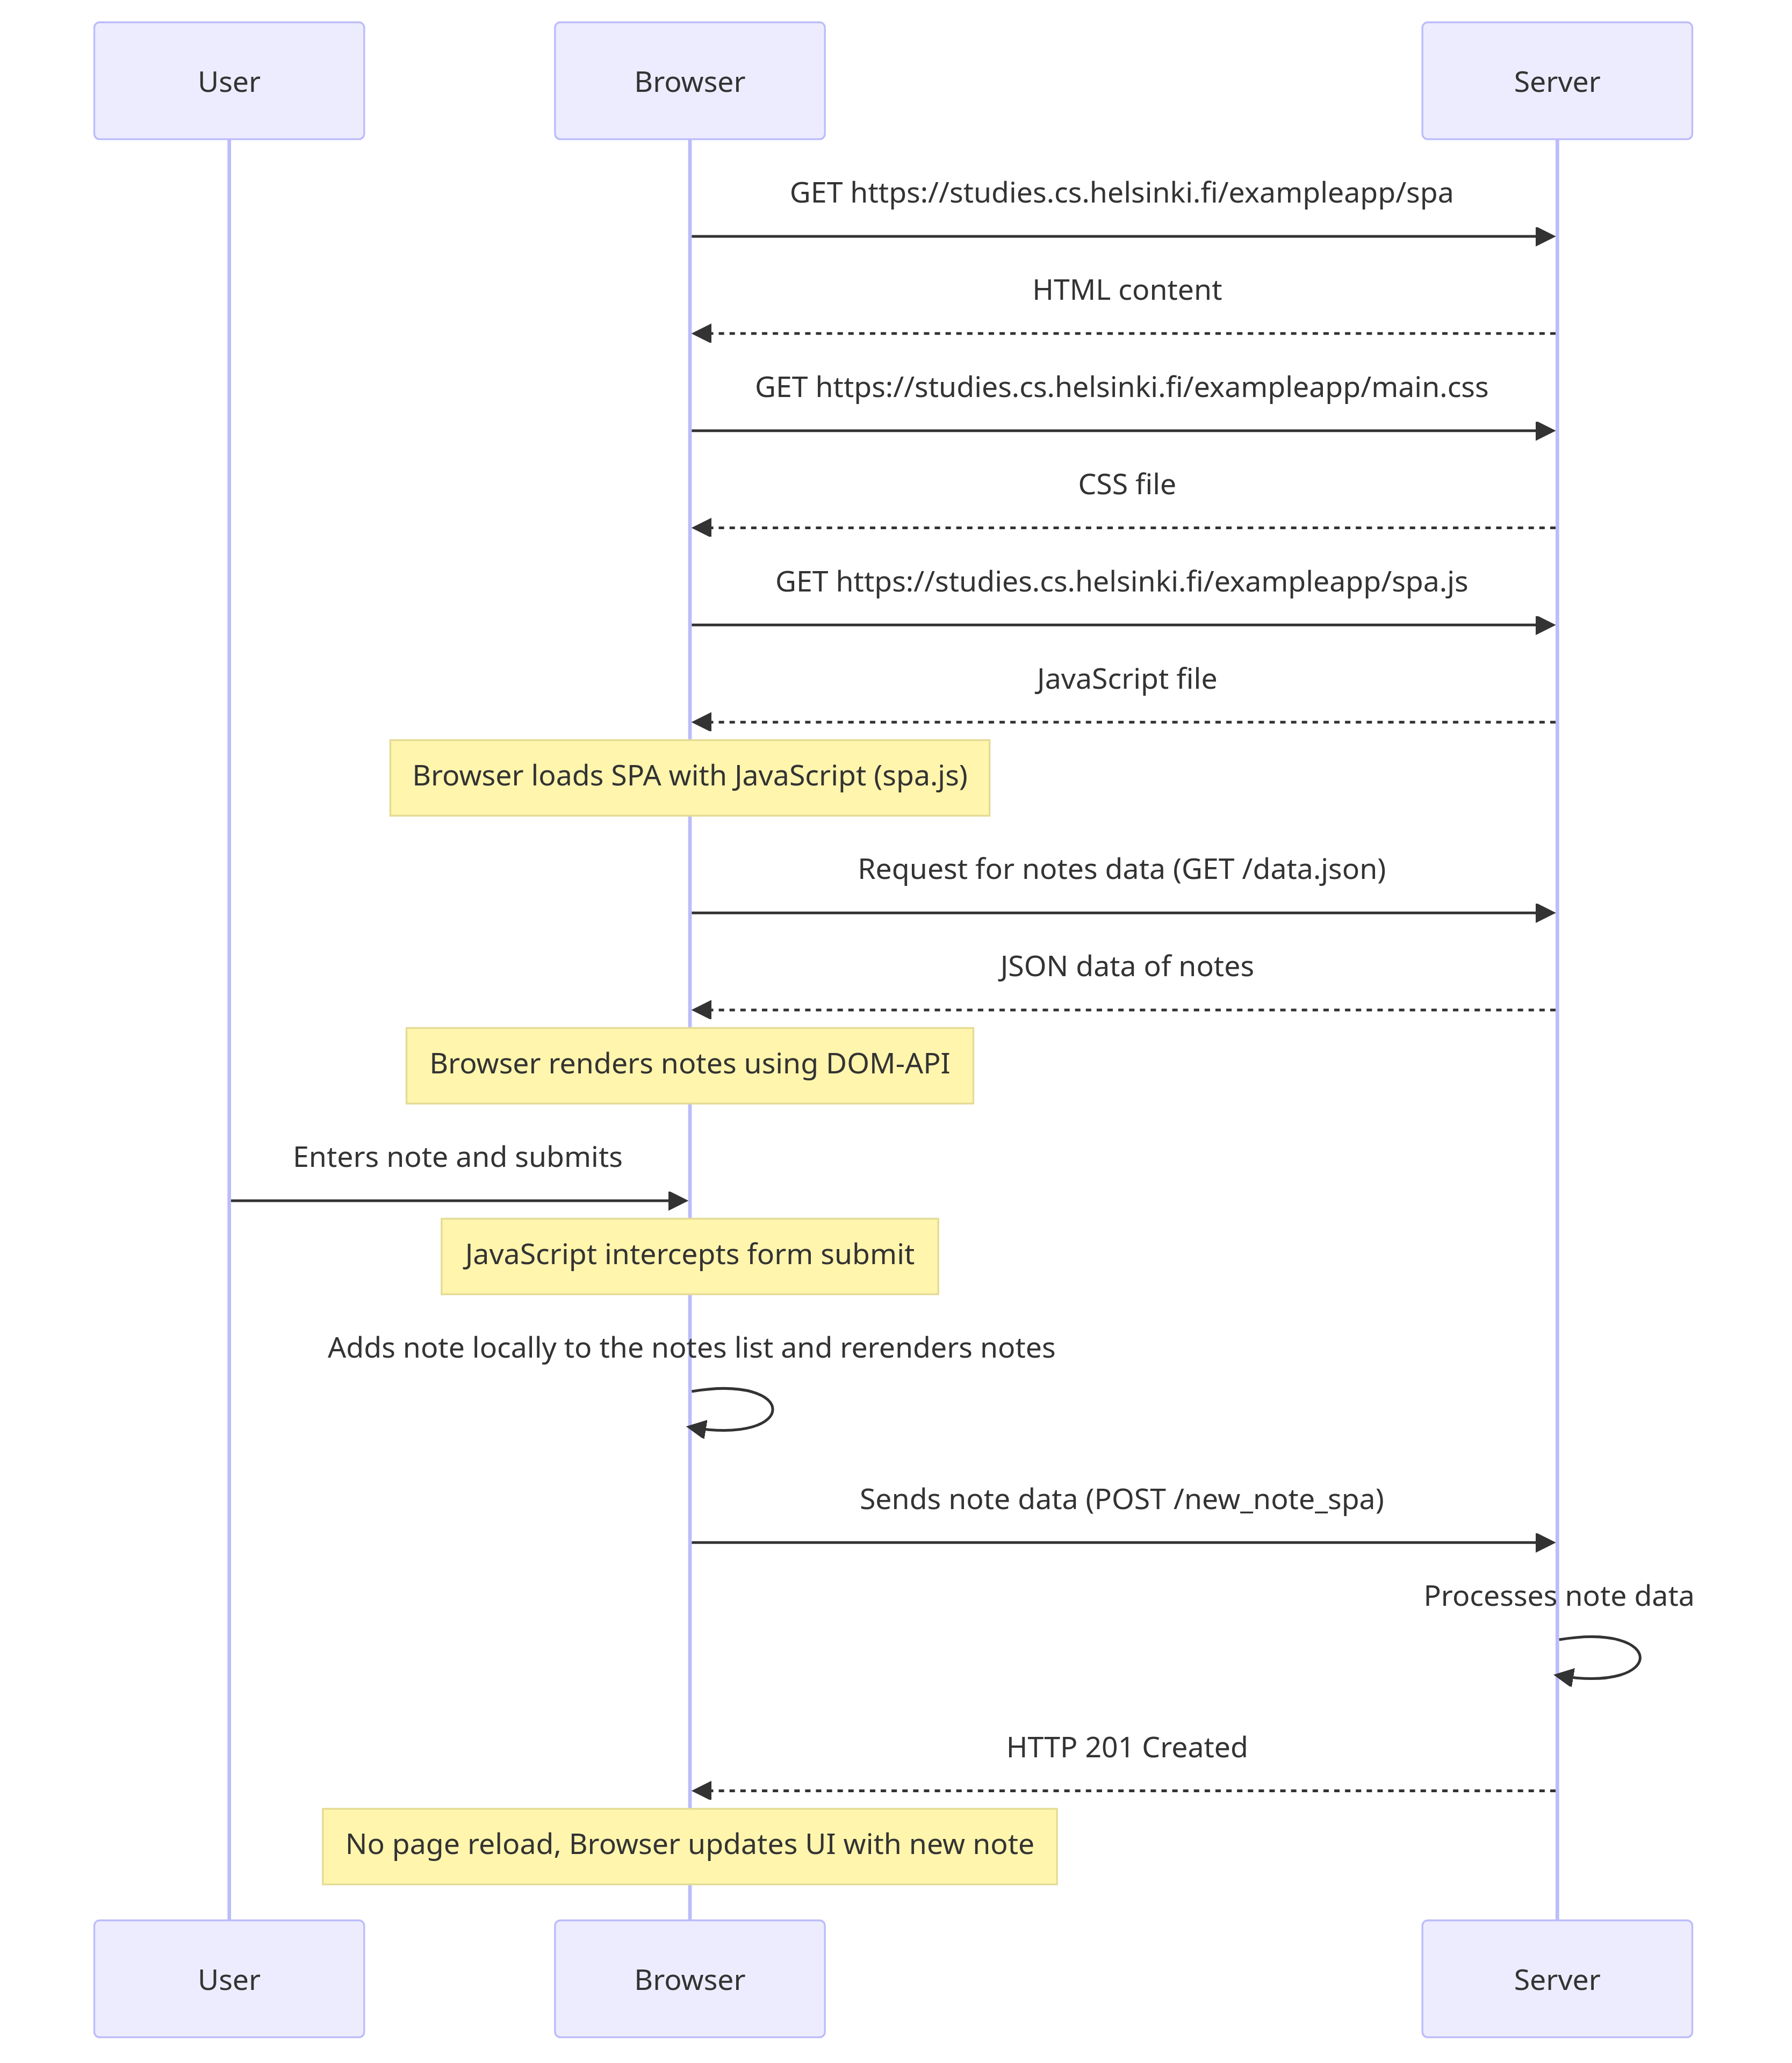 User
Browser
Server
GET https://studies.cs.helsinki.fi/exampleapp/spa
HTML content
GET https://studies.cs.helsinki.fi/exampleapp/main.css
CSS file
GET https://studies.cs.helsinki.fi/exampleapp/spa.js
JavaScript file
Browser loads SPA with JavaScript (spa.js)
Request for notes data (GET /data.json)
JSON data of notes
Browser renders notes using DOM-API
Enters note and submits
JavaScript intercepts form submit
Adds note locally to the notes list and rerenders notes
Sends note data (POST /new_note_spa)
Processes note data
HTTP 201 Created
No page reload, Browser updates UI with new note
User
Browser
Server